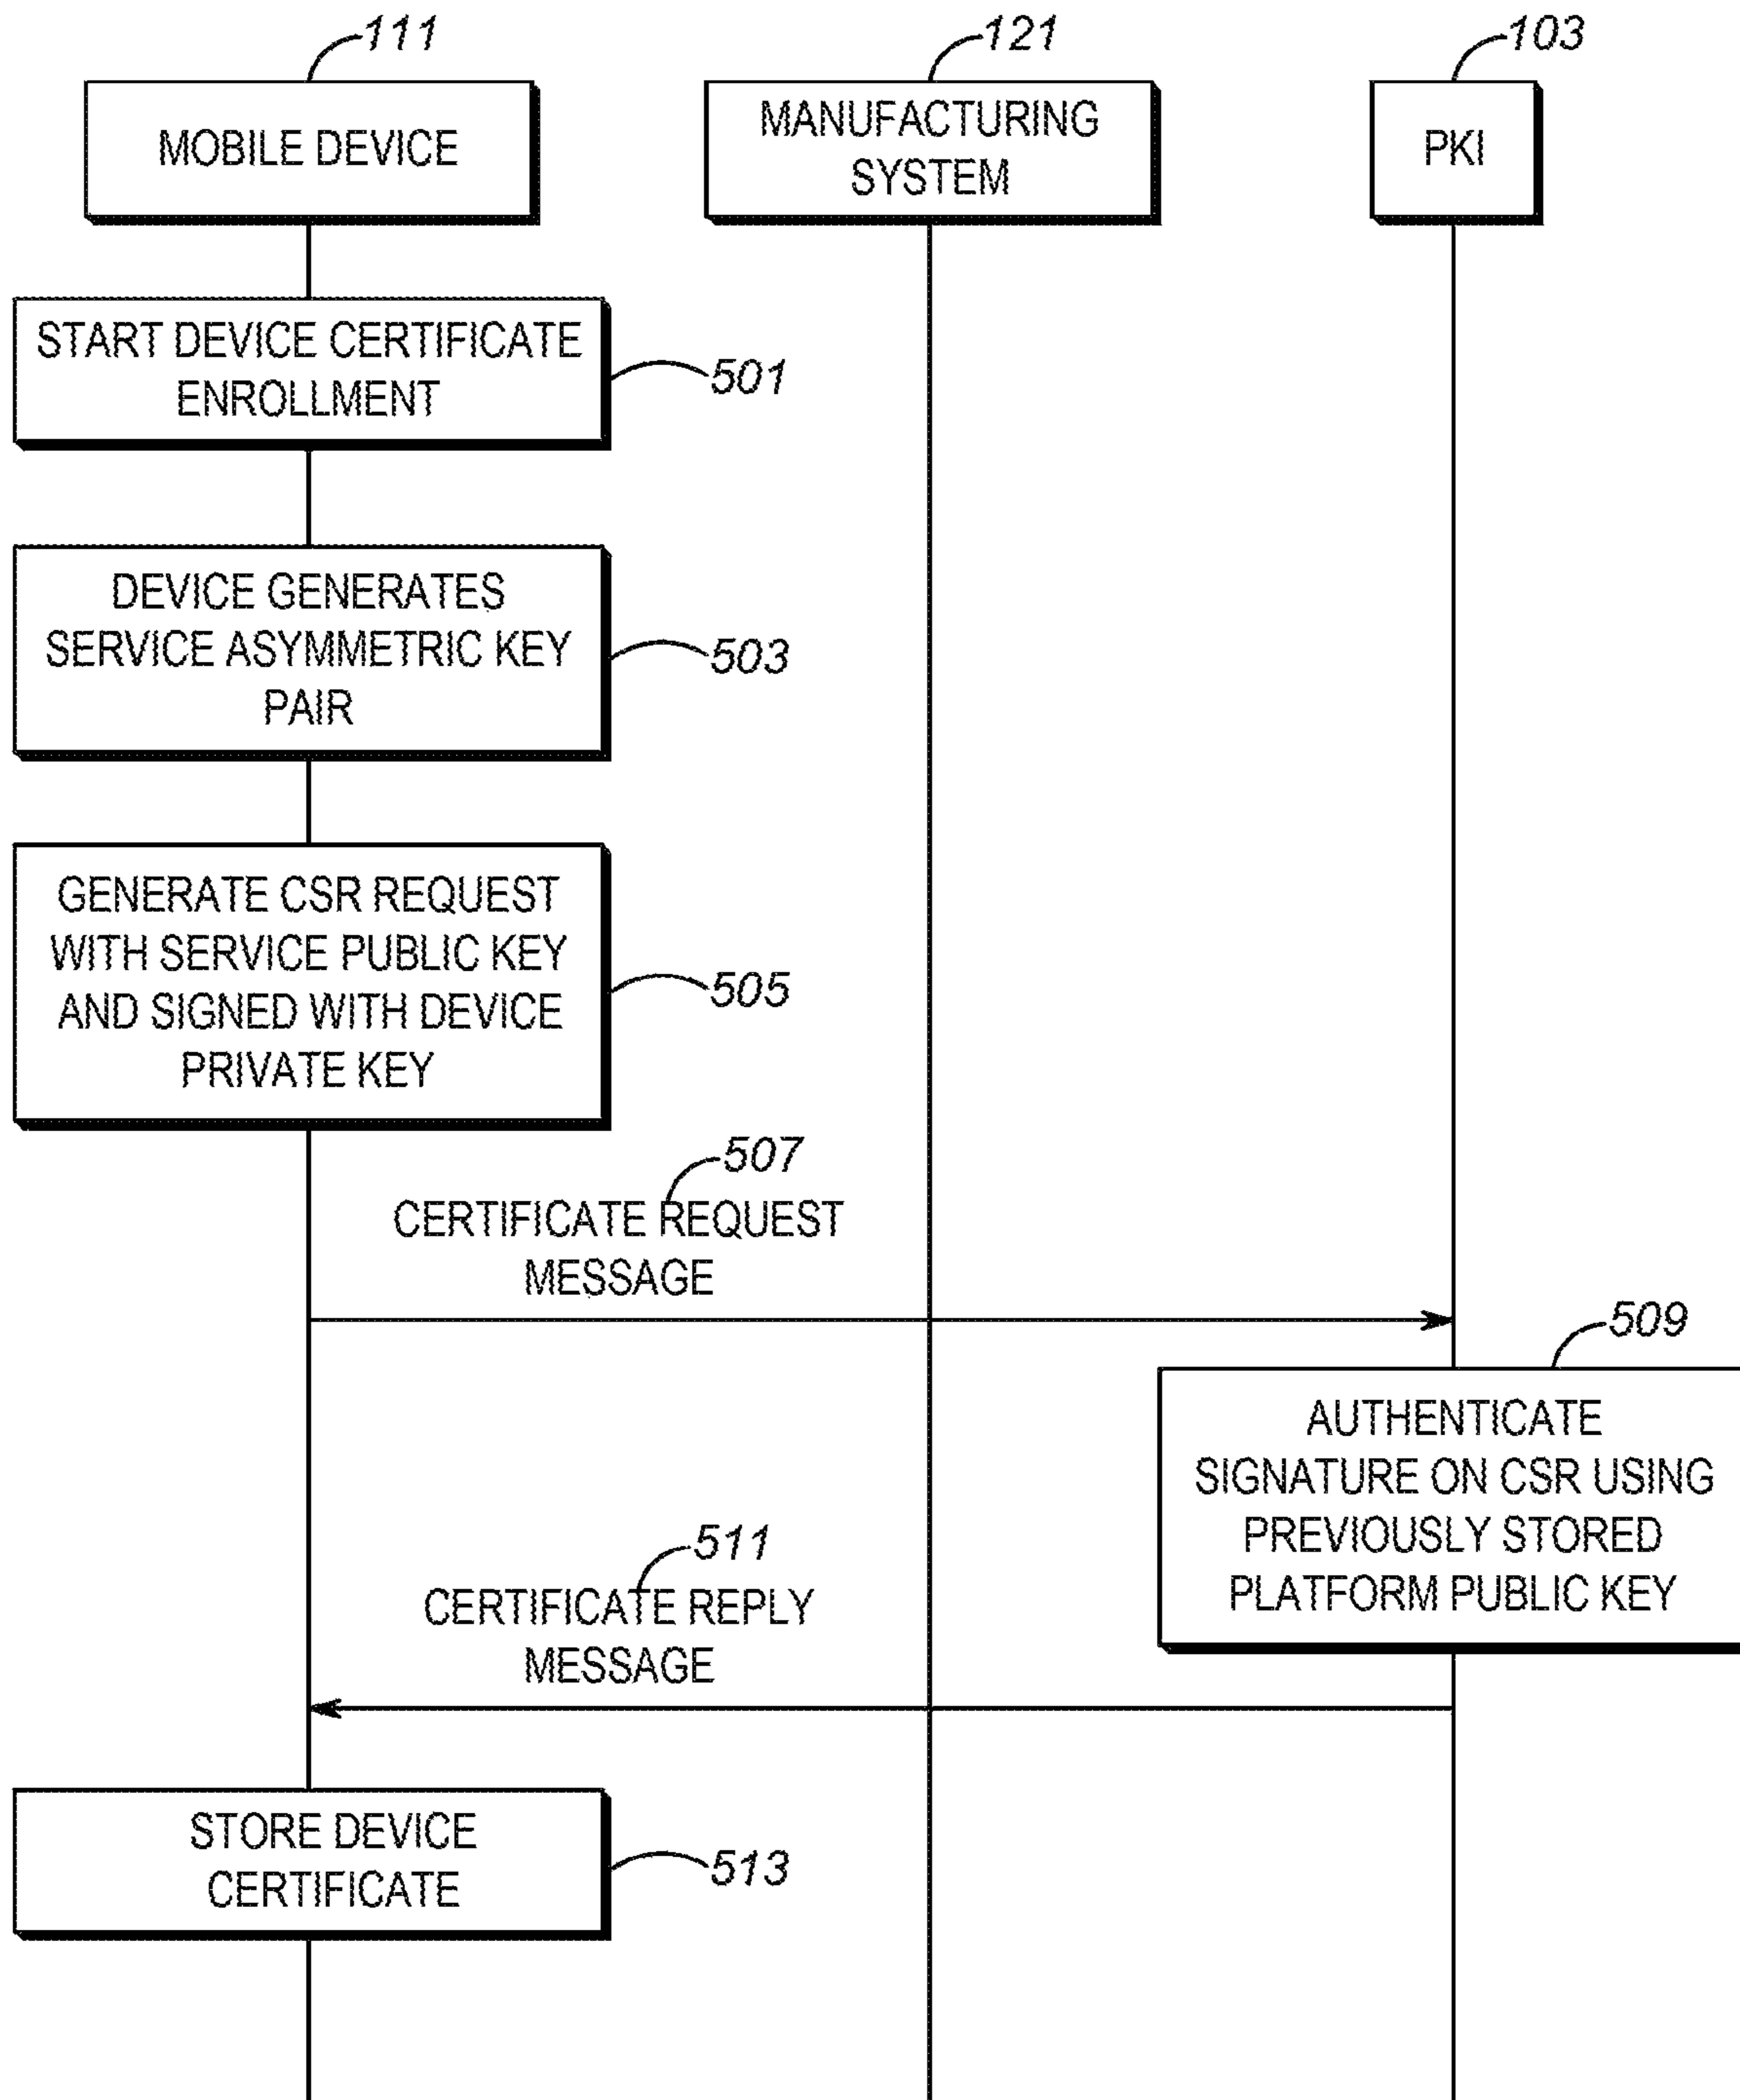 111
121
103
MOBILE DEVICE
MANUFACTURING
SYSTEM
PKI
START DEVICE CERTIFICATE
ENROLLMENT
501
DEVICE GENERATES
SERVICE ASYMMETRIC KEY
PAIR
503
GENERATE CSR REQUEST
WITH SERVICE PUBLIC KEY
AND SIGNED WITH DEVICE
PRIVATE KEY
505
507
CERTIFICATE REQUEST
MESSAGE
509
AUTHENTICATE
SIGNATURE ON CSR USING
PREVIOUSLY STORED
PLATFORM PUBLIC KEY
511
CERTIFICATE REPLY
MESSAGE
STORE DEVICE
CERTIFICATE
513